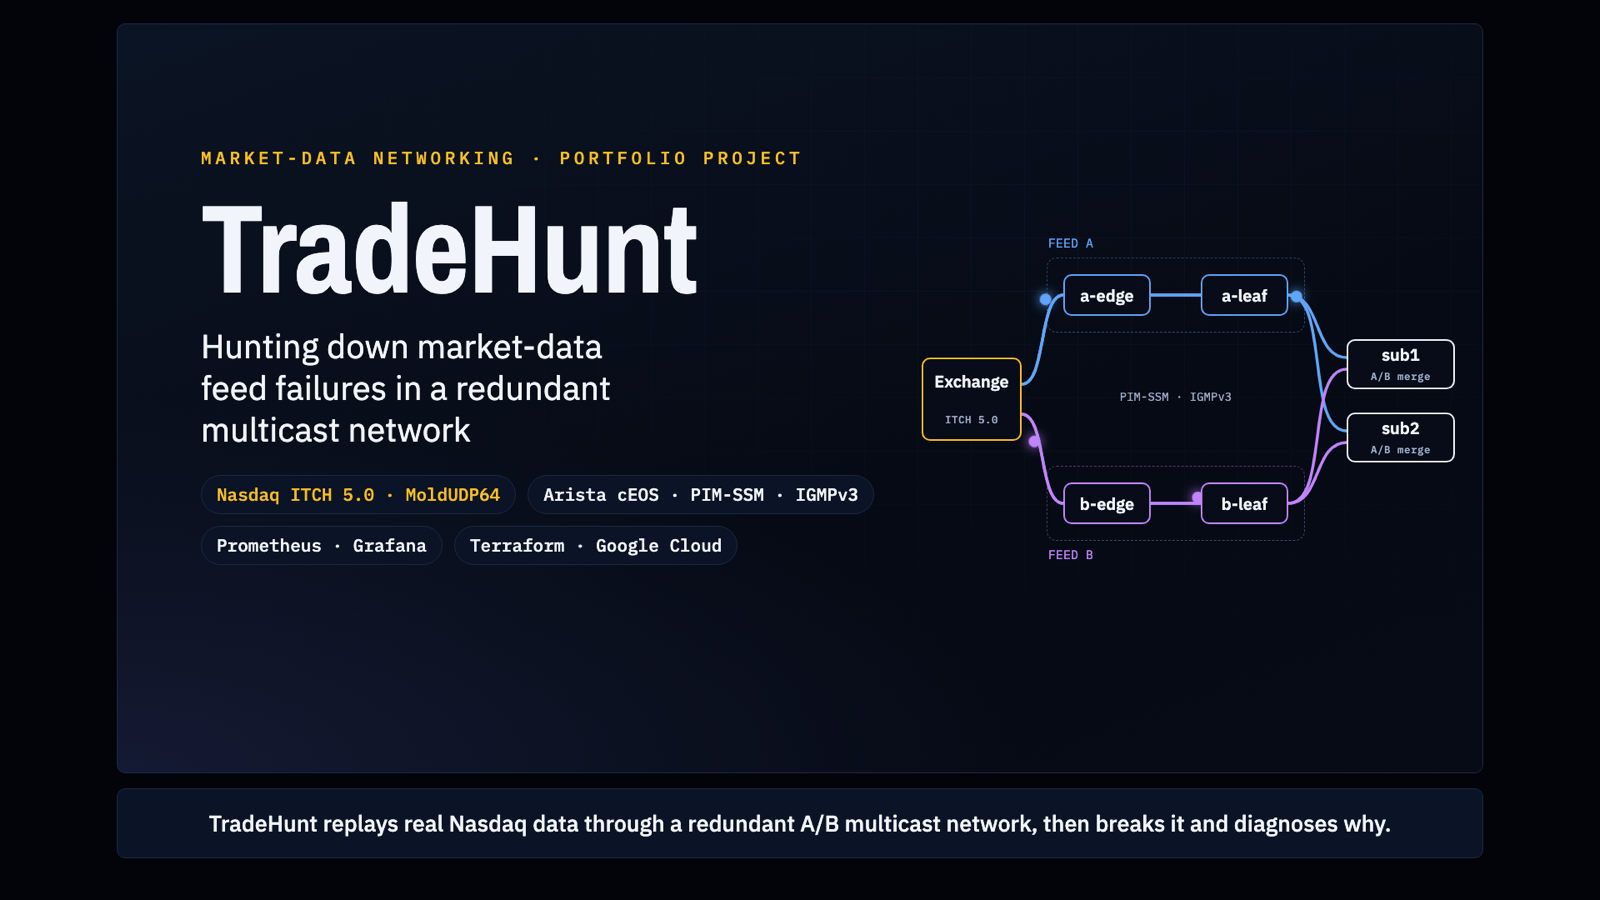 MARKET-DATA NETWORKING · PORTFOLIO PROJECT
TradeHunt
Hunting down market-data
feed failures in a redundant
multicast network
Nasdaq ITCH 5.0 · MoldUDP64
Arista cEOS · PIM-SSM · IGMPv3
Prometheus · Grafana
Terraform · Google Cloud
FEED A
a-edge
a-leaf
Exchange
ITCH 5.0
PIM-SSM · IGMPv3
sub1
A/B merge
sub2
A/B merge
b-edge
b-leaf
FEED B
TradeHunt replays real Nasdaq data through a redundant A/B multicast network, then breaks it and diagnoses why.